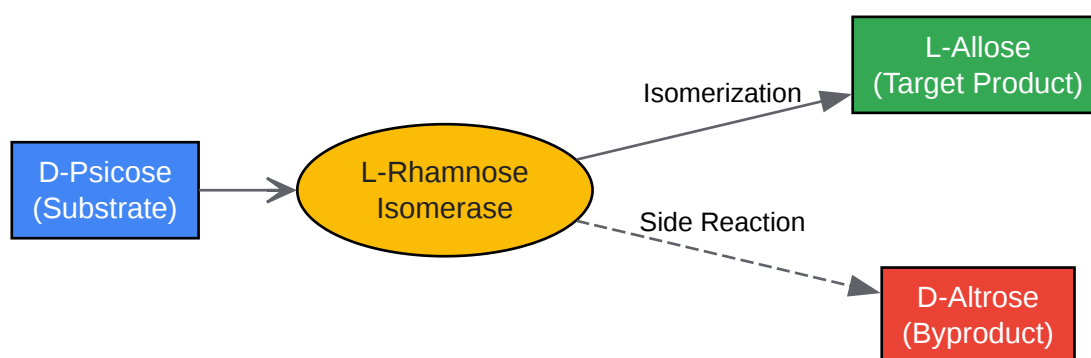 D-Psicose
(Substrate)
L-Rhamnose
Isomerase
Isomerization
L-Allose
(Target Product)
Side Reaction
D-Altrose
(Byproduct)